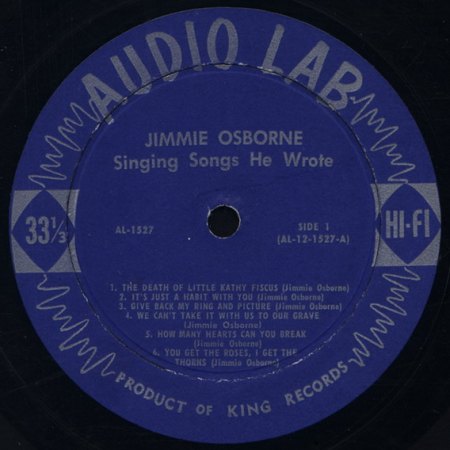 AUDIO LAB
JIMMIE OSBORNE
Singing Songs He Wrote
33⅓
HI-FI
AL-1527
SIDE 1
(AL-12-1527-A)
1. THE DEATH OF LITTLE KATHY FISCUS (Jimmie Osborne)
2. IT'S JUST A HABIT WITH YOU (Jimmie Osborne)
3. GIVE BACK MY RING AND PICTURE (Jimmie Osborne)
4. WE CAN'T TAKE IT WITH US TO OUR GRAVE
(Jimmie Osborne)
5. HOW MANY HEARTS CAN YOU BREAK
(Jimmie Osborne)
6. YOU GET THE ROSES, I GET THE
THORNS (Jimmie Osborne)
PRODUCT OF KING RECORDS